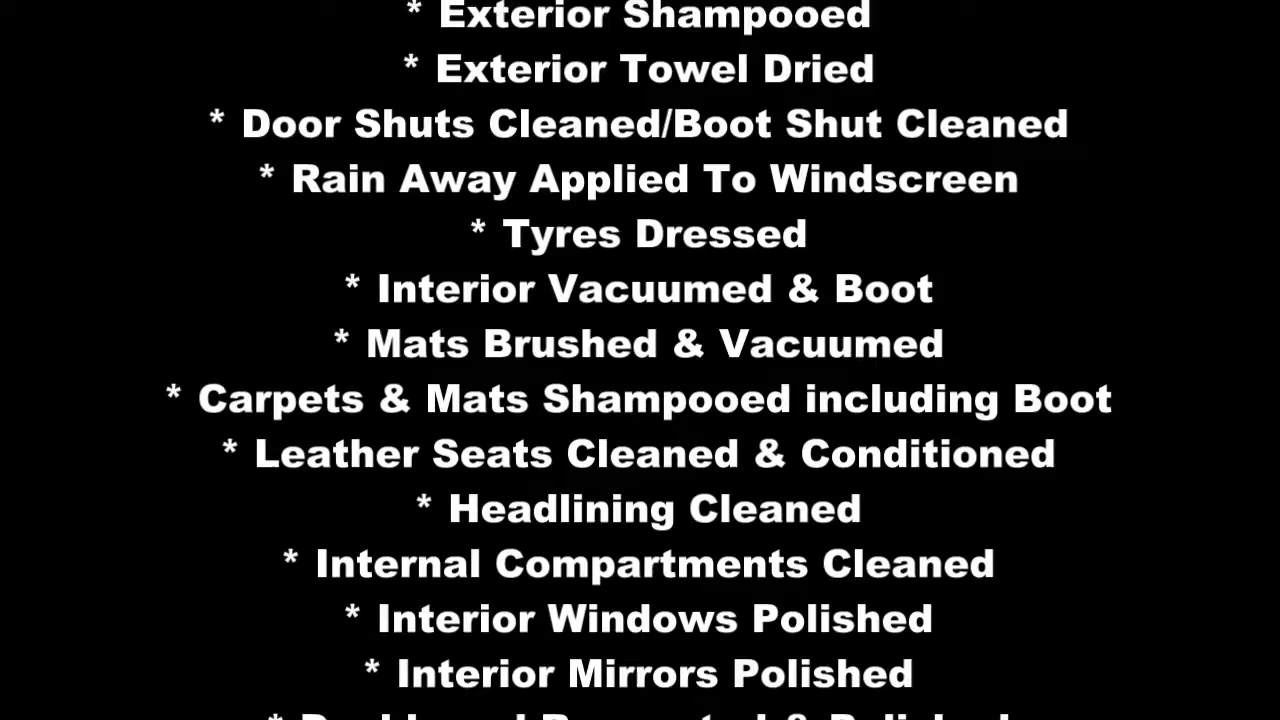 * Exterior Shampooed
* Exterior Towel Dried
* Door Shuts Cleaned/Boot Shut Cleaned
* Rain Away Applied To Windscreen
* Tyres Dressed
* Interior Vacuumed & Boot
* Mats Brushed & Vacuumed
* Carpets & Mats Shampooed including Boot
* Leather Seats Cleaned & Conditioned
* Headlining Cleaned
* Internal Compartments Cleaned
* Interior Windows Polished
* Interior Mirrors Polished